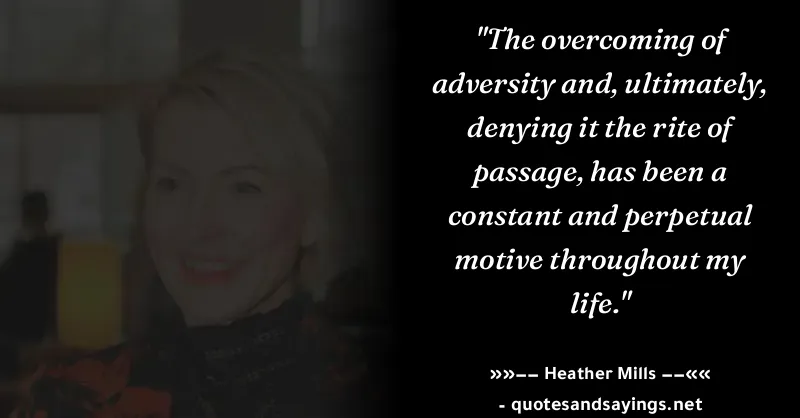 "The overcoming of
adversity and, ultimately,
denying it the rite of
passage, has been a
constant and perpetual
motive throughout my
life."
»»−− Heather Mills −−««
- quotesandsayings.net